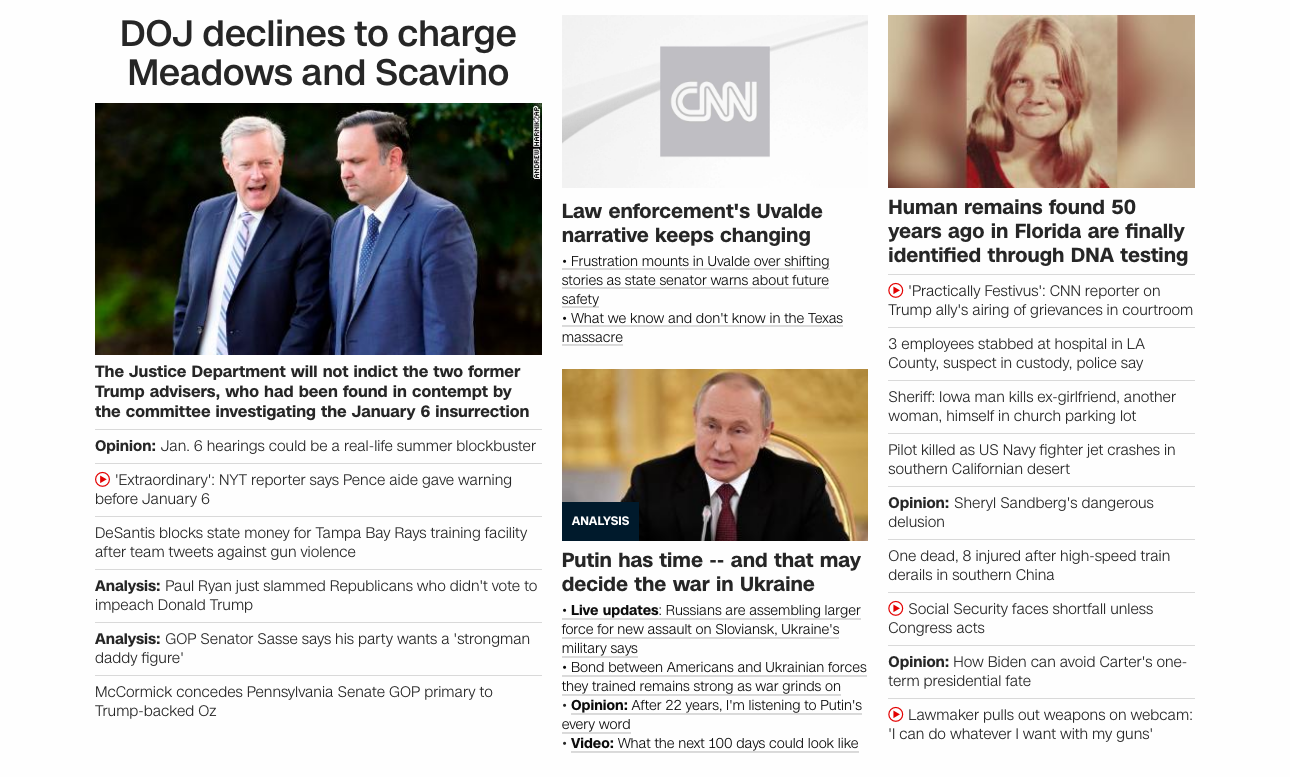 DOJ declines to charge
Meadows and Scavino
ANDREW HARNIK/AP
The Justice Department will not indict the two former
Trump advisers, who had been found in contempt by
the committee investigating the January 6 insurrection
Opinion: Jan. 6 hearings could be a real-life summer blockbuster
'Extraordinary': NYT reporter says Pence aide gave warning
before January 6
DeSantis blocks state money for Tampa Bay Rays training facility
after team tweets against gun violence
Analysis: Paul Ryan just slammed Republicans who didn't vote to
impeach Donald Trump
Analysis: GOP Senator Sasse says his party wants a 'strongman
daddy figure'
McCormick concedes Pennsylvania Senate GOP primary to
Trump-backed Oz
CNN
Law enforcement's Uvalde
narrative keeps changing
• Frustration mounts in Uvalde over shifting
stories as state senator warns about future
safety
• What we know and don't know in the Texas
massacre
ANALYSIS
Putin has time -- and that may
decide the war in Ukraine
• Live updates: Russians are assembling larger
force for new assault on Sloviansk, Ukraine's
military says
• Bond between Americans and Ukrainian forces
they trained remains strong as war grinds on
• Opinion: After 22 years, I'm listening to Putin's
every word
• Video: What the next 100 days could look like
Human remains found 50
years ago in Florida are finally
identified through DNA testing
'Practically Festivus': CNN reporter on
Trump ally's airing of grievances in courtroom
3 employees stabbed at hospital in LA
County, suspect in custody, police say
Sheriff: Iowa man kills ex-girlfriend, another
woman, himself in church parking lot
Pilot killed as US Navy fighter jet crashes in
southern Californian desert
Opinion: Sheryl Sandberg's dangerous
delusion
One dead, 8 injured after high-speed train
derails in southern China
Social Security faces shortfall unless
Congress acts
Opinion: How Biden can avoid Carter's one-
term presidential fate
Lawmaker pulls out weapons on webcam:
'I can do whatever I want with my guns'